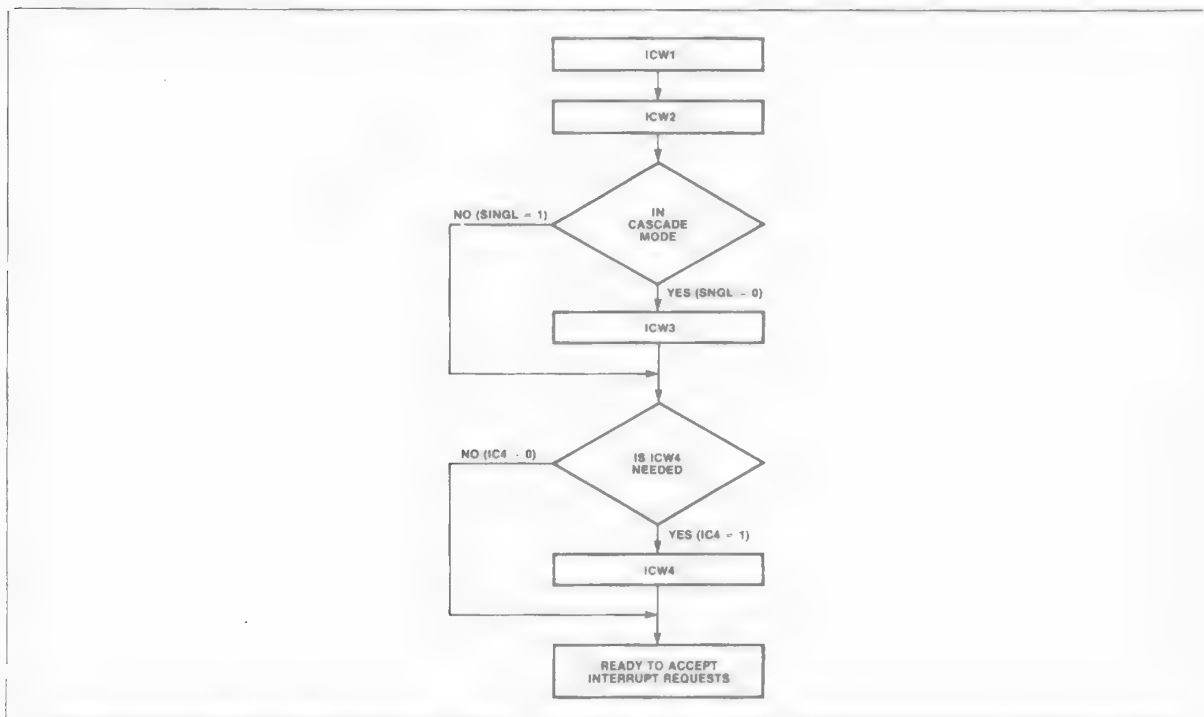 ICW1
ICW2
IN
CASCADE
MODE
NO (SINGL = 1)
YES (SNGL - 0)
ICW3
IS ICW4
NEEDED
NO (IC4 - 0)
YES (IC4 = 1)
ICW4
READY TO ACCEPT
INTERRUPT REQUESTS